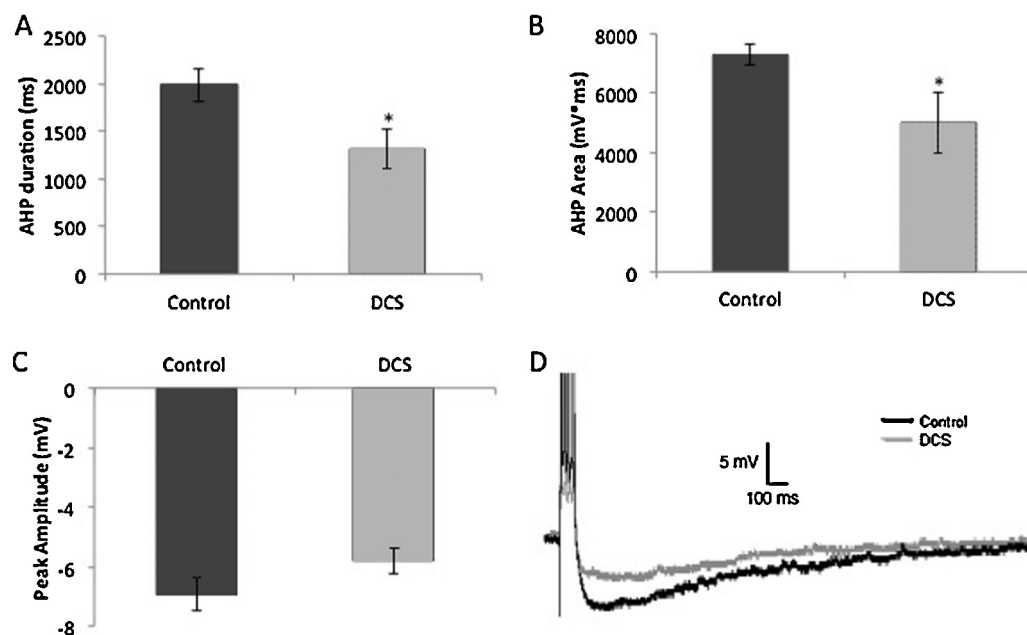 A
AHP duration (ms)
2500
2000
1500
1000
500
0
*
Control DCS
B
AHP Area (mV*ms)
8000
6000
4000
2000
0
*
Control DCS
C
Control DCS
Peak Amplitude (mV)
0
-2
-4
-6
-8
D
Control
DCS
5 mV
100 ms